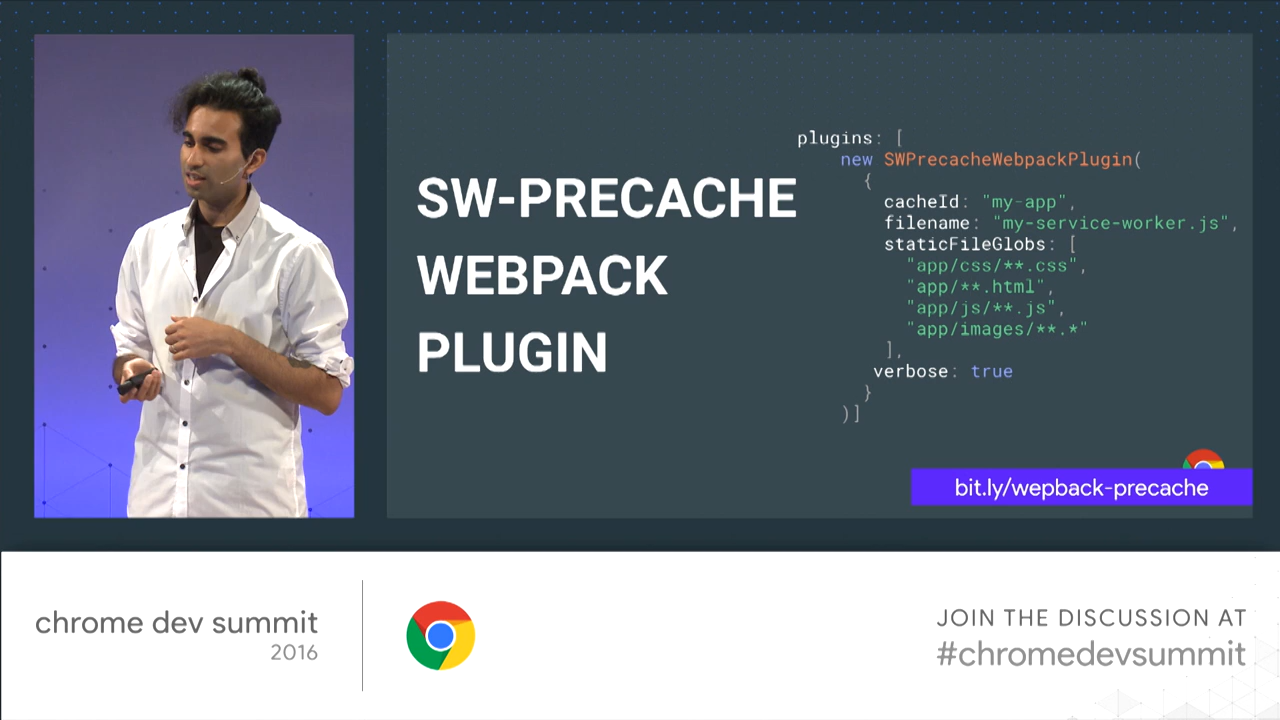 SW-PRECACHE
WEBPACK
PLUGIN
plugins: [
new SWPrecacheWebpackPlugin(
{
cacheId: "my-app",
filename: "my-service-worker.js",
staticFileGlobs: [
"app/css/**.css",
"app/**.html",
"app/js/**.js",
"app/images/**.*"
],
verbose: true
}
)]
bit.ly/wepback-precache
chrome dev summit
2016
JOIN THE DISCUSSION AT
#chromedevsummit